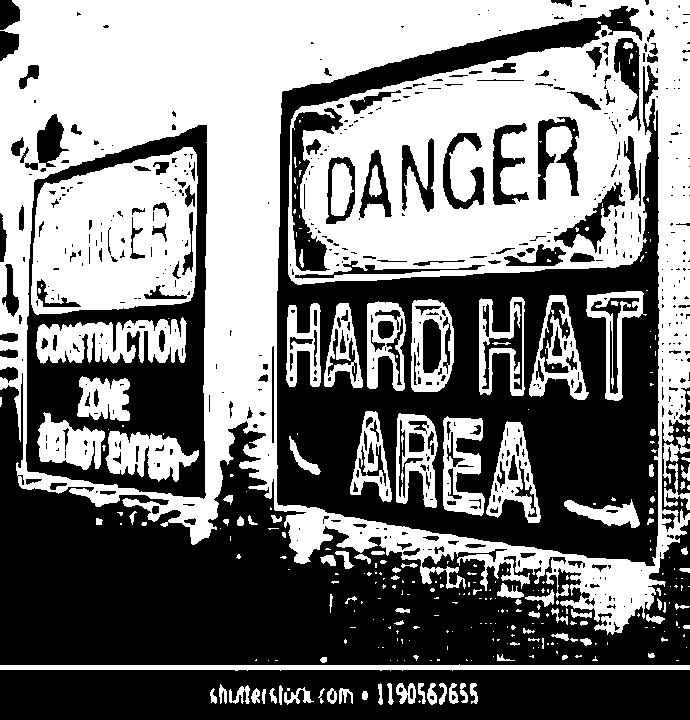 DANGER
CONSTRUCTION
ZONE
DO NOT ENTER
DANGER
HARD HAT
AREA
shutterstock.com • 1190562655